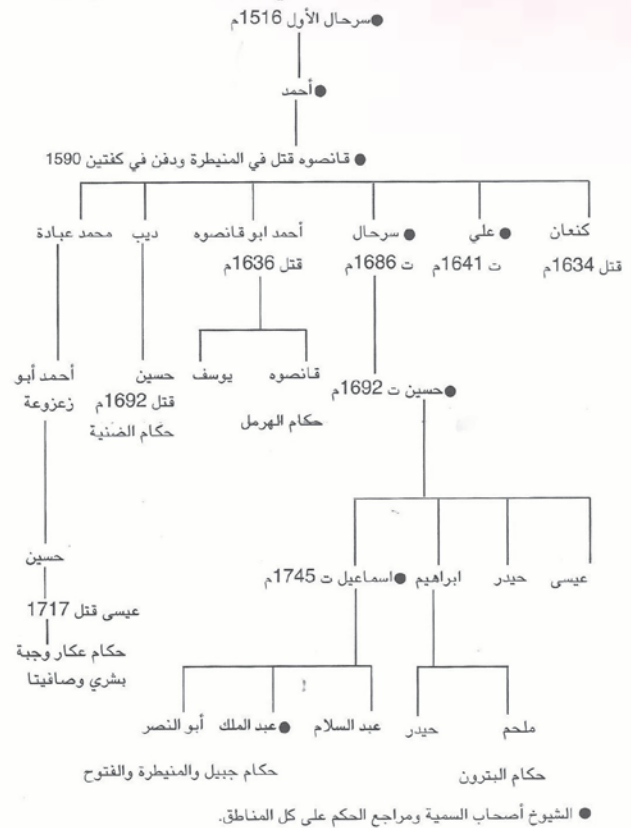 سرحال الأول 1516م
أحمد
قانصوه قتل في المنيطرة ودفن في كفتين 1590
كنعان
علي
سرحال
أحمد ابو قانصوه
ديب
محمد عبادة
قتل 1634م
ت 1641م
ت 1686م
قتل 1636م
قانصوه
يوسف
حسين
أحمد أبو
حسين ت 1692م
قتل 1692م
زعزوعة
حكام الهرمل
حكام الضنية
حسين
عيسى
حيدر
ابراهيم
اسماعيل ت 1745م
عيسى قتل 1717
حكام عكار وجبة
بشري وصافيتا
ملحم
حيدر
عبد السلام
عبد الملك
أبو النصر
حكام البترون
حكام جبيل والمنيطرة والفتوح
الشيوخ أصحاب السمية ومراجع الحكم على كل المناطق.